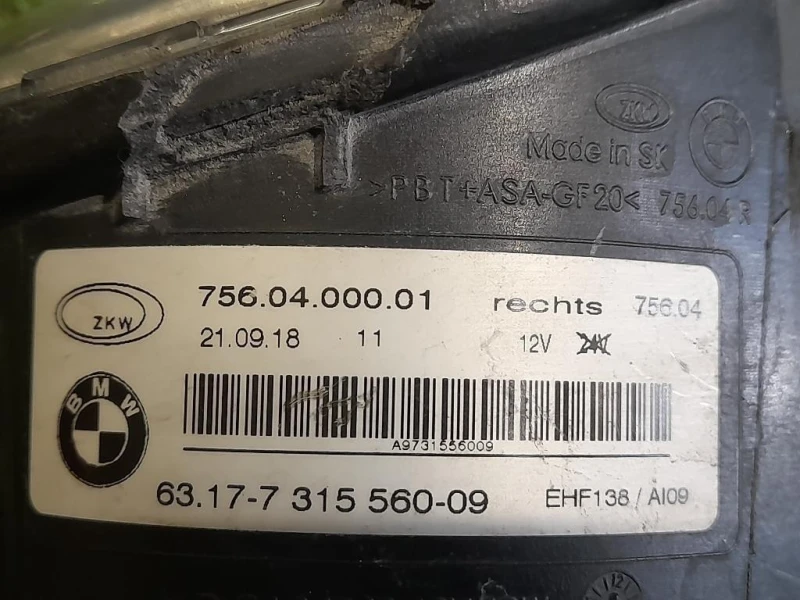 ZKW
Made in SK
>PBT+ASA-GF20< 756.04 R
756.04.000.01 rechts 756.04
ZKW
21.09.18 11 12V 24V
BMW
A9731556009
63.17-7 315 560-09 EHF138 / AI09
12